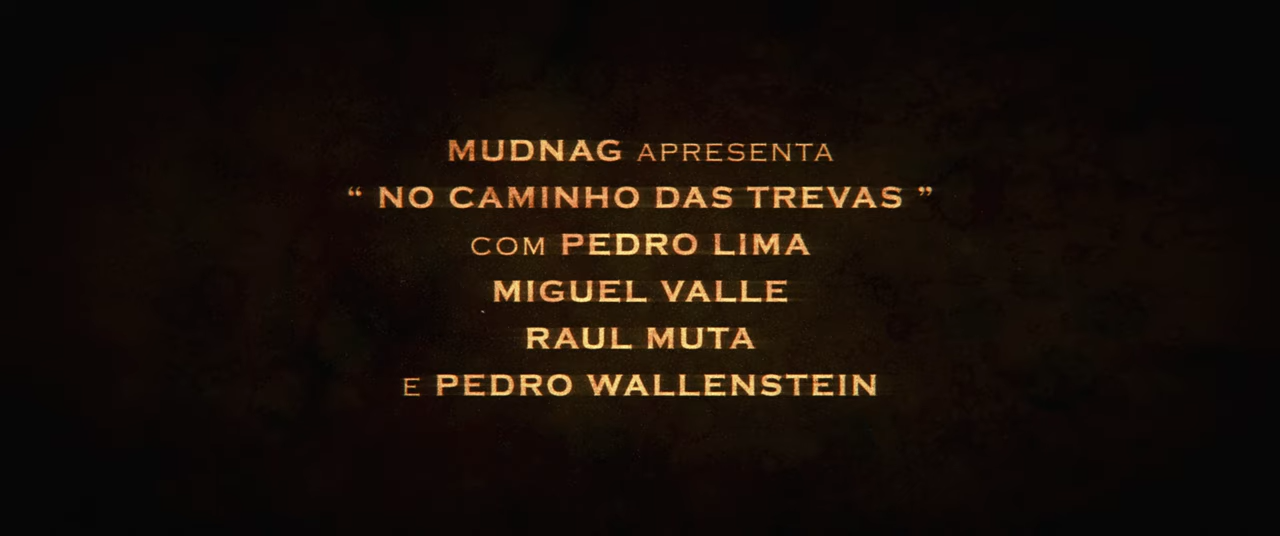 MUDNAG APRESENTA
“ NO CAMINHO DAS TREVAS ”
COM PEDRO LIMA
MIGUEL VALLE
RAUL MUTA
E PEDRO WALLENSTEIN